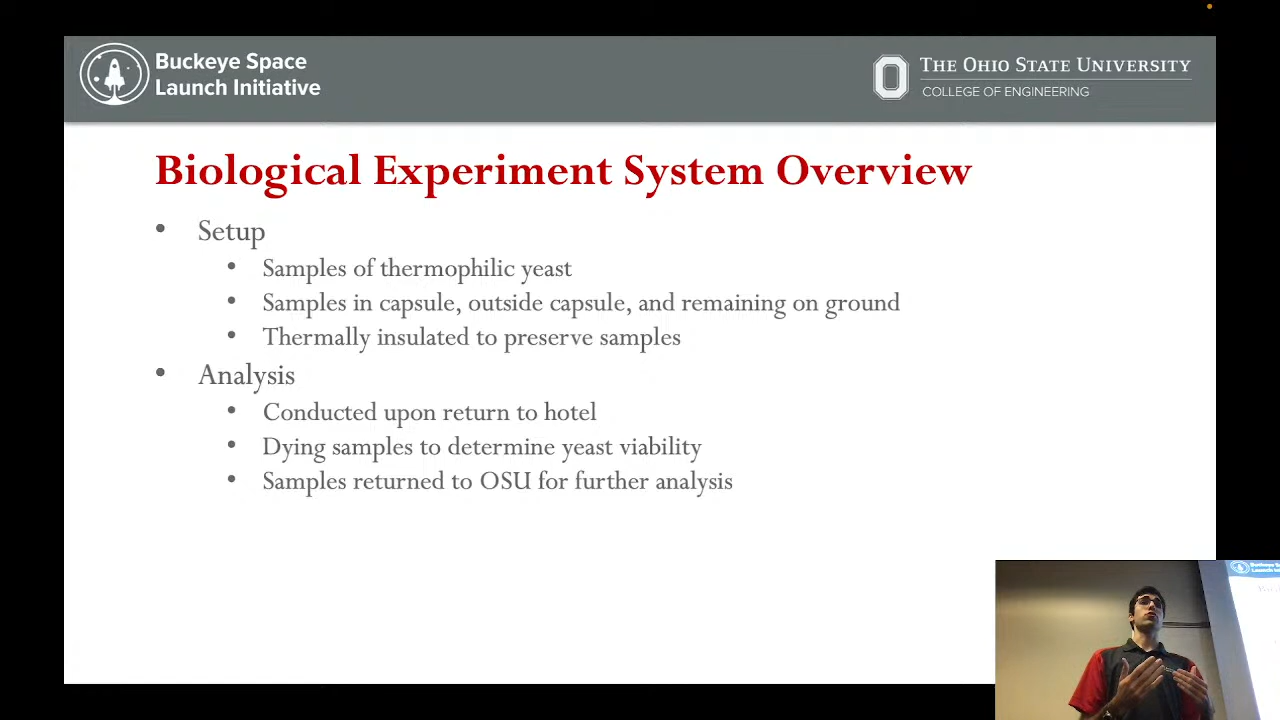 Buckeye Space
Launch Initiative
THE OHIO STATE UNIVERSITY
COLLEGE OF ENGINEERING
Biological Experiment System Overview
• Setup
• Samples of thermophilic yeast
• Samples in capsule, outside capsule, and remaining on ground
• Thermally insulated to preserve samples
• Analysis
• Conducted upon return to hotel
• Dying samples to determine yeast viability
• Samples returned to OSU for further analysis